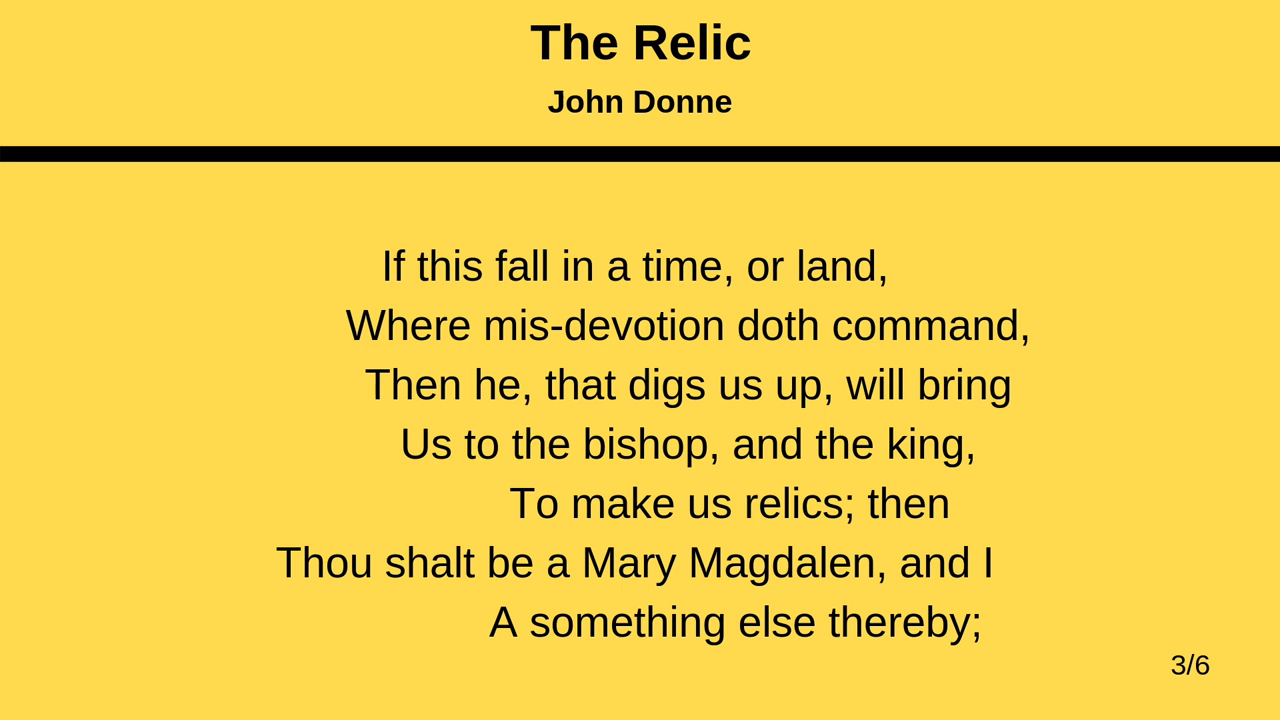 The Relic
John Donne
If this fall in a time, or land,
Where mis-devotion doth command,
Then he, that digs us up, will bring
Us to the bishop, and the king,
To make us relics; then
Thou shalt be a Mary Magdalen, and I
A something else thereby;
3/6